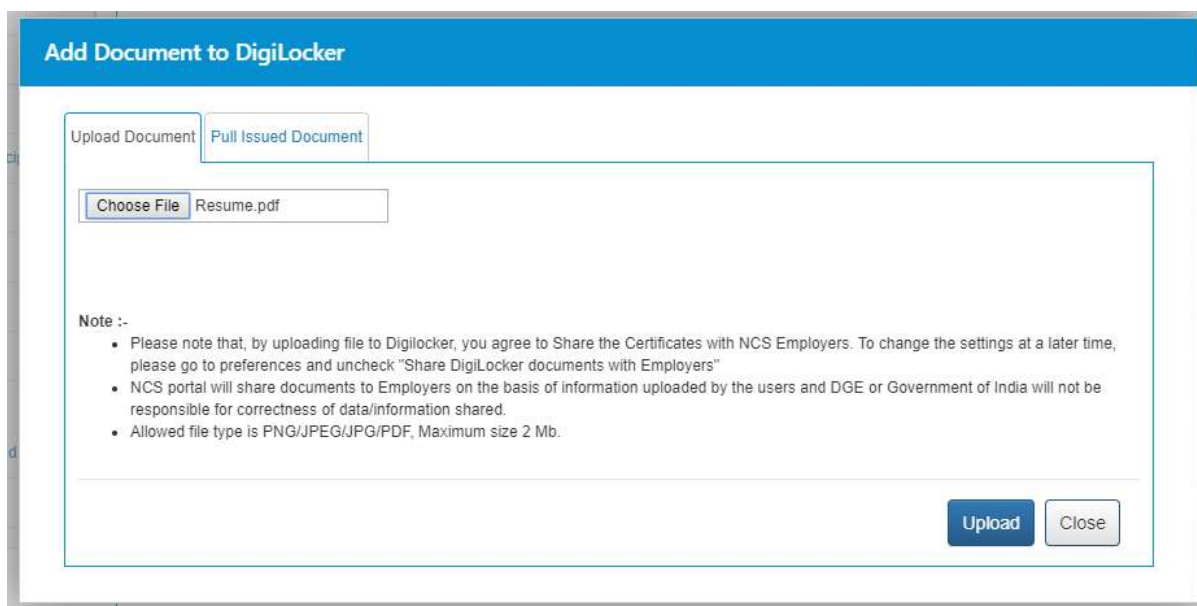 Add Document to DigiLocker
Upload Document Pull Issued Document
Choose File Resume.pdf
Note :-
• Please note that, by uploading file to Digilocker, you agree to Share the Certificates with NCS Employers. To change the settings at a later time,
please go to preferences and uncheck "Share DigiLocker documents with Employers"
• NCS portal will share documents to Employers on the basis of information uploaded by the users and DGE or Government of India will not be
responsible for correctness of data/information shared.
• Allowed file type is PNG/JPEG/JPG/PDF, Maximum size 2 Mb.
Upload Close